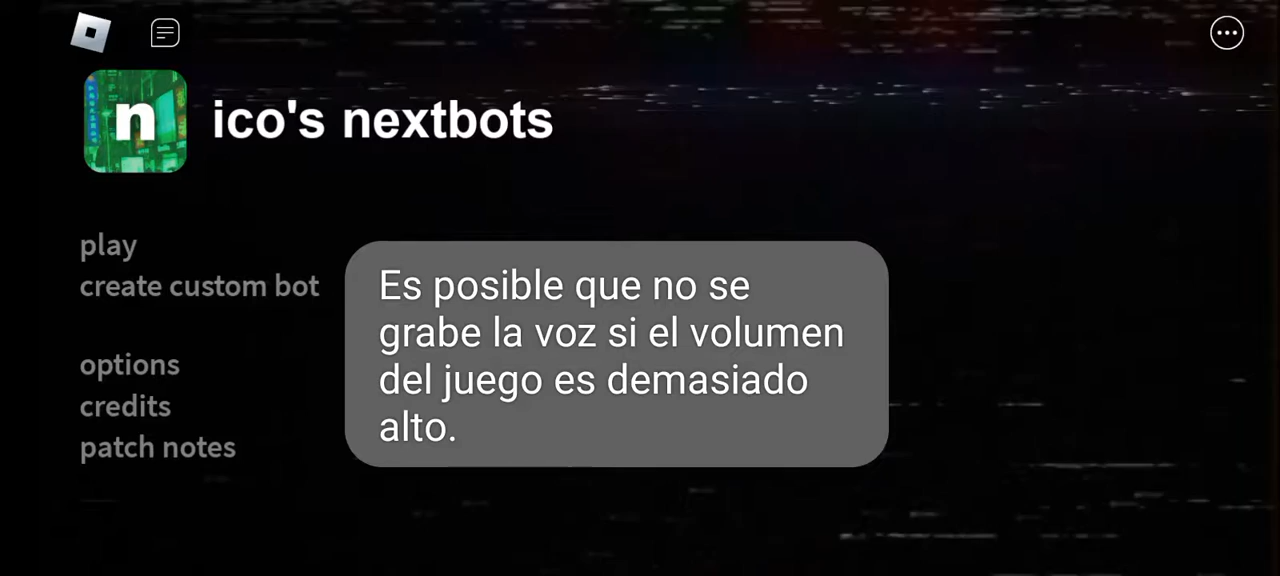 n ico's nextbots
play
create custom bot
options
credits
patch notes
Es posible que no se
grabe la voz si el volumen
del juego es demasiado
alto.